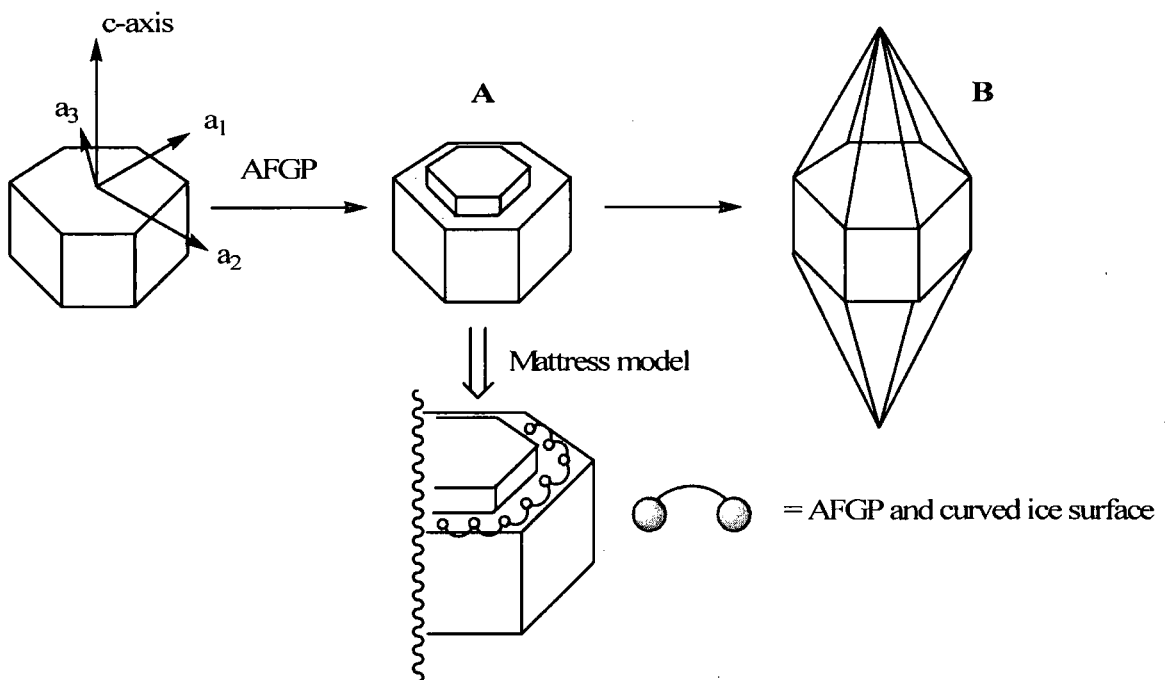 c-axis
a₃
a₁
a₂
AFGP
A
B
Mattress model
= AFGP and curved ice surface